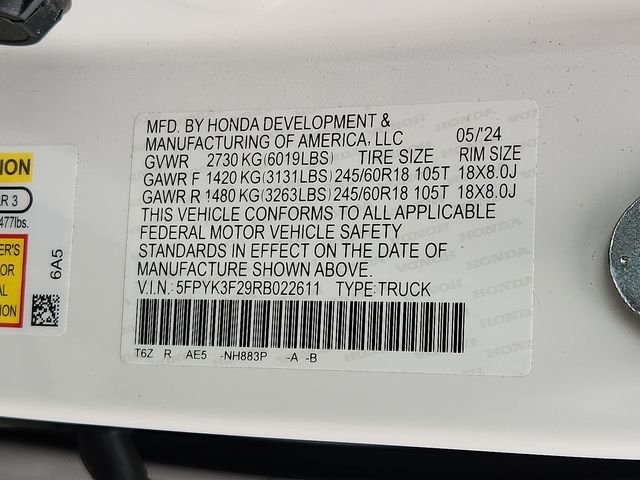 MFD. BY HONDA DEVELOPMENT &
MANUFACTURING OF AMERICA, LLC 05/'24
GVWR 2730 KG(6019LBS) TIRE SIZE RIM SIZE
GAWR F 1420 KG(3131LBS) 245/60R18 105T 18X8.0J
GAWR R 1480 KG(3263LBS) 245/60R18 105T 18X8.0J
THIS VEHICLE CONFORMS TO ALL APPLICABLE
FEDERAL MOTOR VEHICLE SAFETY
STANDARDS IN EFFECT ON THE DATE OF
MANUFACTURE SHOWN ABOVE.
V.I.N.: 5FPYK3F29RB022611 TYPE:TRUCK
T6Z R AE5 -NH883P -A -B
R 3
477lbs.
6A5
HONDA